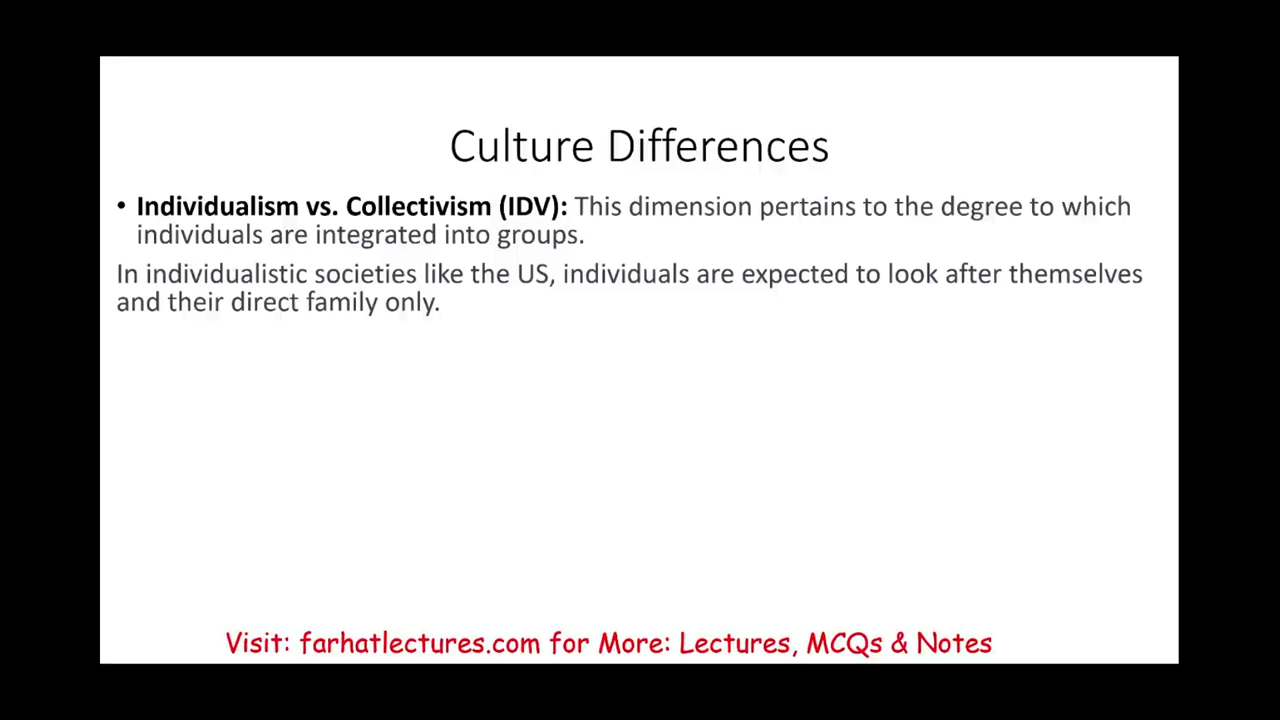 Culture Differences
• Individualism vs. Collectivism (IDV): This dimension pertains to the degree to which
individuals are integrated into groups.
In individualistic societies like the US, individuals are expected to look after themselves
and their direct family only.
Visit: farhatlectures.com for More: Lectures, MCQs & Notes